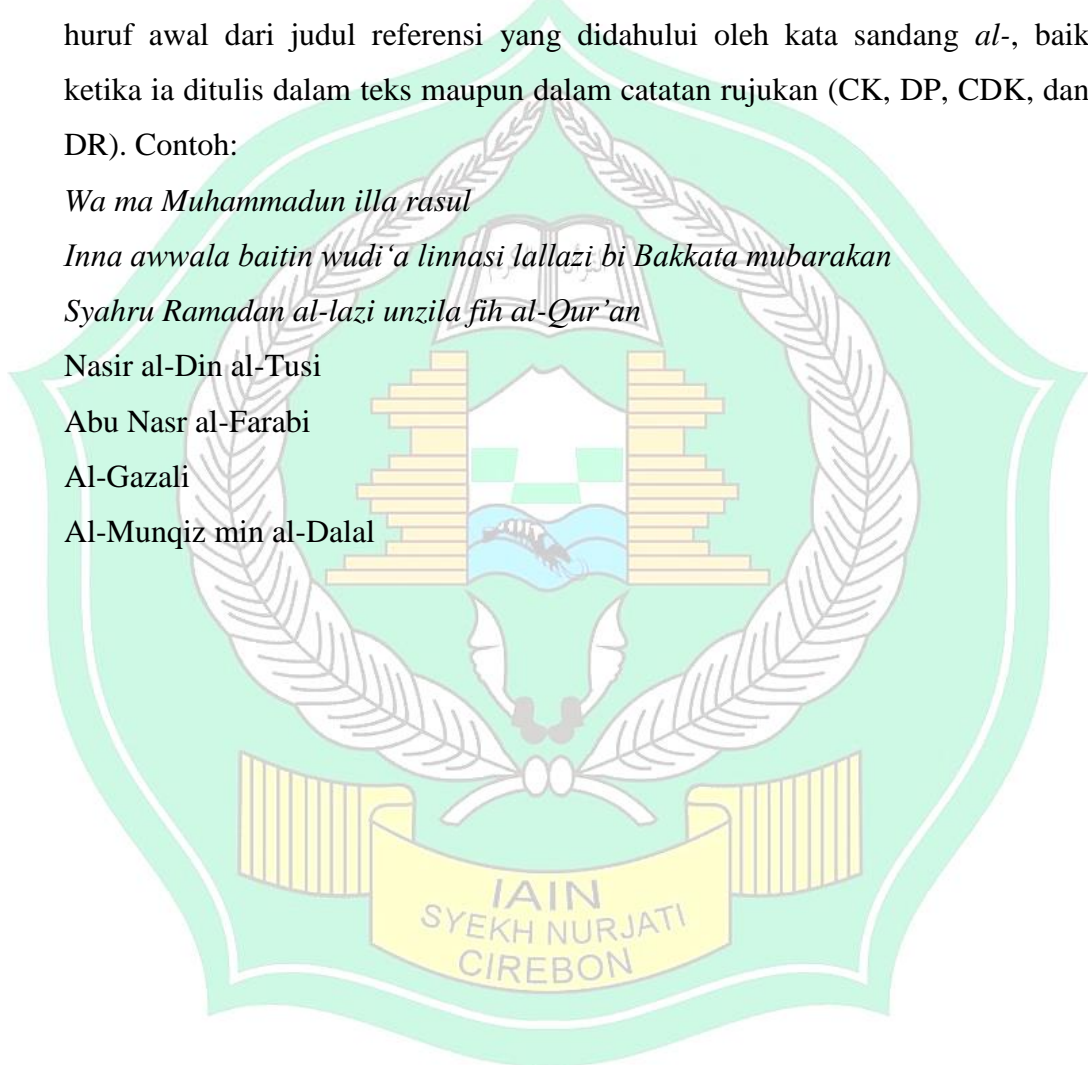 huruf awal dari judul referensi yang didahului oleh kata sandang al-, baik
ketika ia ditulis dalam teks maupun dalam catatan rujukan (CK, DP, CDK, dan
DR). Contoh:
Wa ma Muhammadun illa rasul
Inna awwala baitin wudi‘a linnasi lallazi bi Bakkata mubarakan
Syahru Ramadan al-lazi unzila fih al-Qur’an
Nasir al-Din al-Tusi
Abu Nasr al-Farabi
Al-Gazali
Al-Munqiz min al-Dalal
IAIN
SYEKH NURJATI
CIREBON